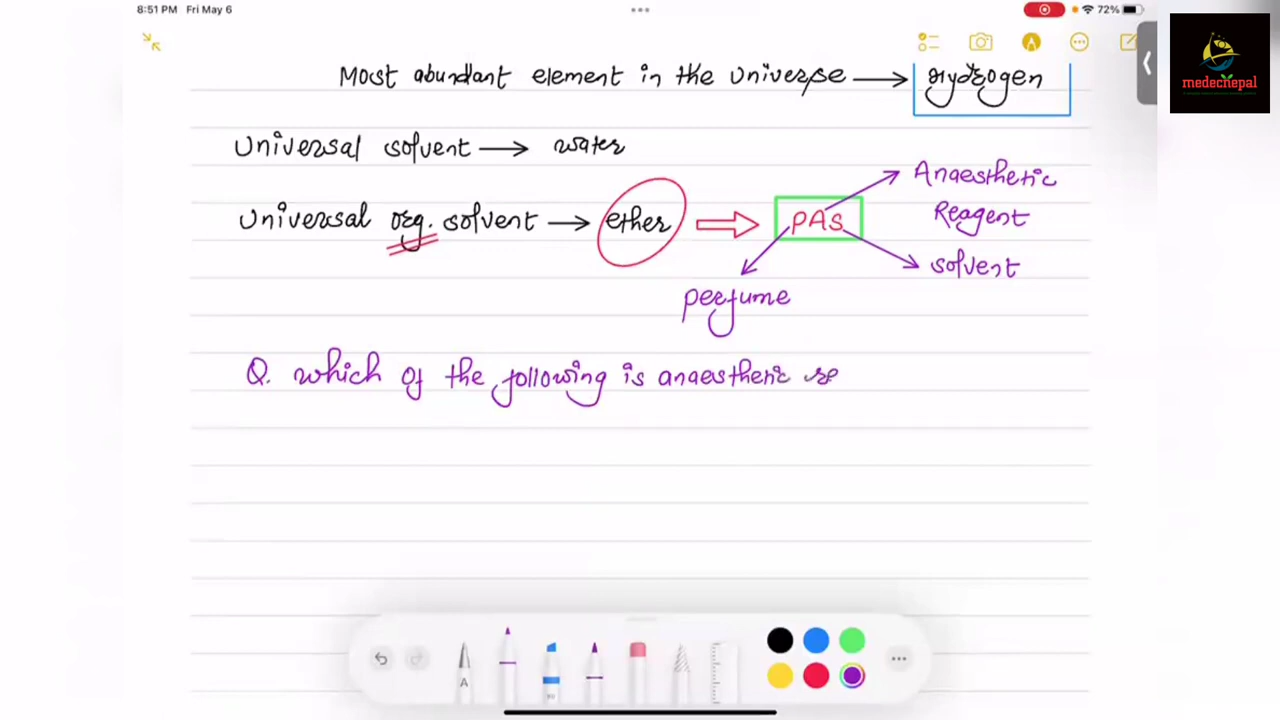 8:51 PM Fri May 6
72%
medecnepal
Most abundant element in the Universe → Hydrogen
Universal solvent → water
Universal org. solvent → ether ⇒ PAS
Anaesthetic
Reagent
solvent
perfume
Q. which of the following is anaesthetic re
A